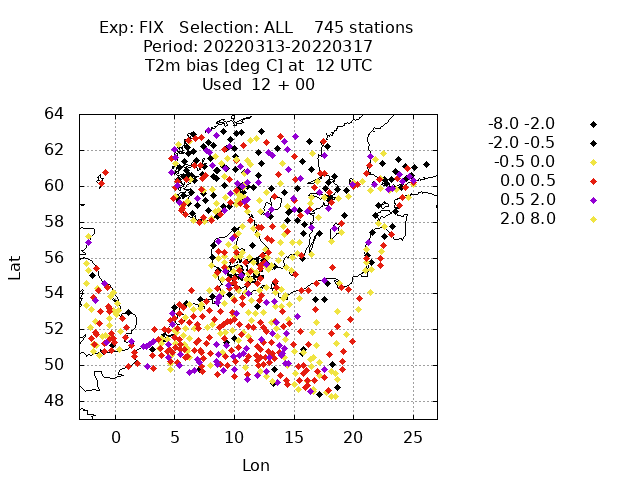 Exp: FIX   Selection: ALL    745 stations
Period: 20220313-20220317
T2m bias [deg C] at  12 UTC
Used  12 + 00
64
62
60
58
56
54
52
50
48
Lat
0 5 10 15 20 25
Lon
-8.0 -2.0
-2.0 -0.5
-0.5 0.0
0.0 0.5
0.5 2.0
2.0 8.0